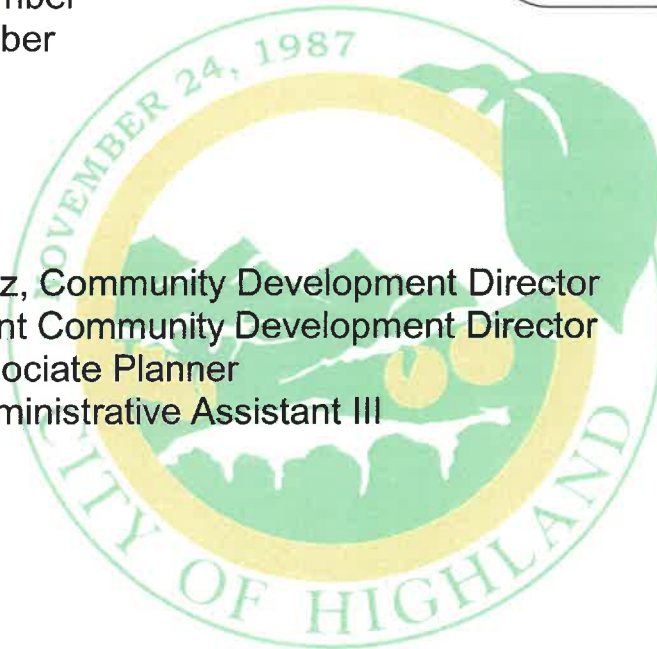 mber
ber
NOVEMBER 24, 1987
z, Community Development Director
nt Community Development Director
ociate Planner
ministrative Assistant III
CITY OF HIGHLAND